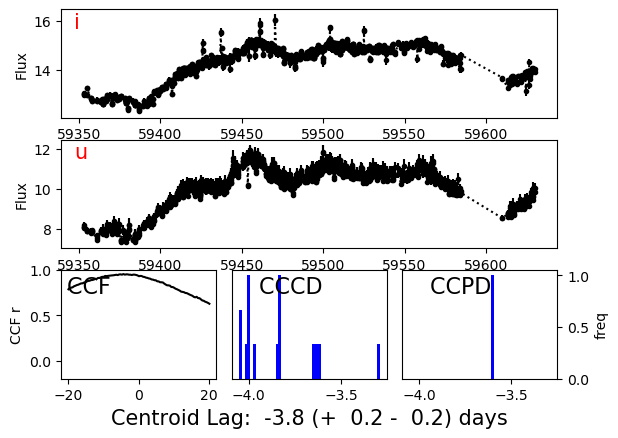 i
Flux
16
14
59350 59400 59450 59500 59550 59600
u
Flux
12
10
8
59350 59400 59450 59500 59550 59600
CCF
CCF r
1.0
0.5
0.0
−20 0 20
CCCD
−4.0 −3.5
CCPD
−4.0 −3.5
1.0
0.5
0.0
freq
Centroid Lag: -3.8 (+ 0.2 - 0.2) days